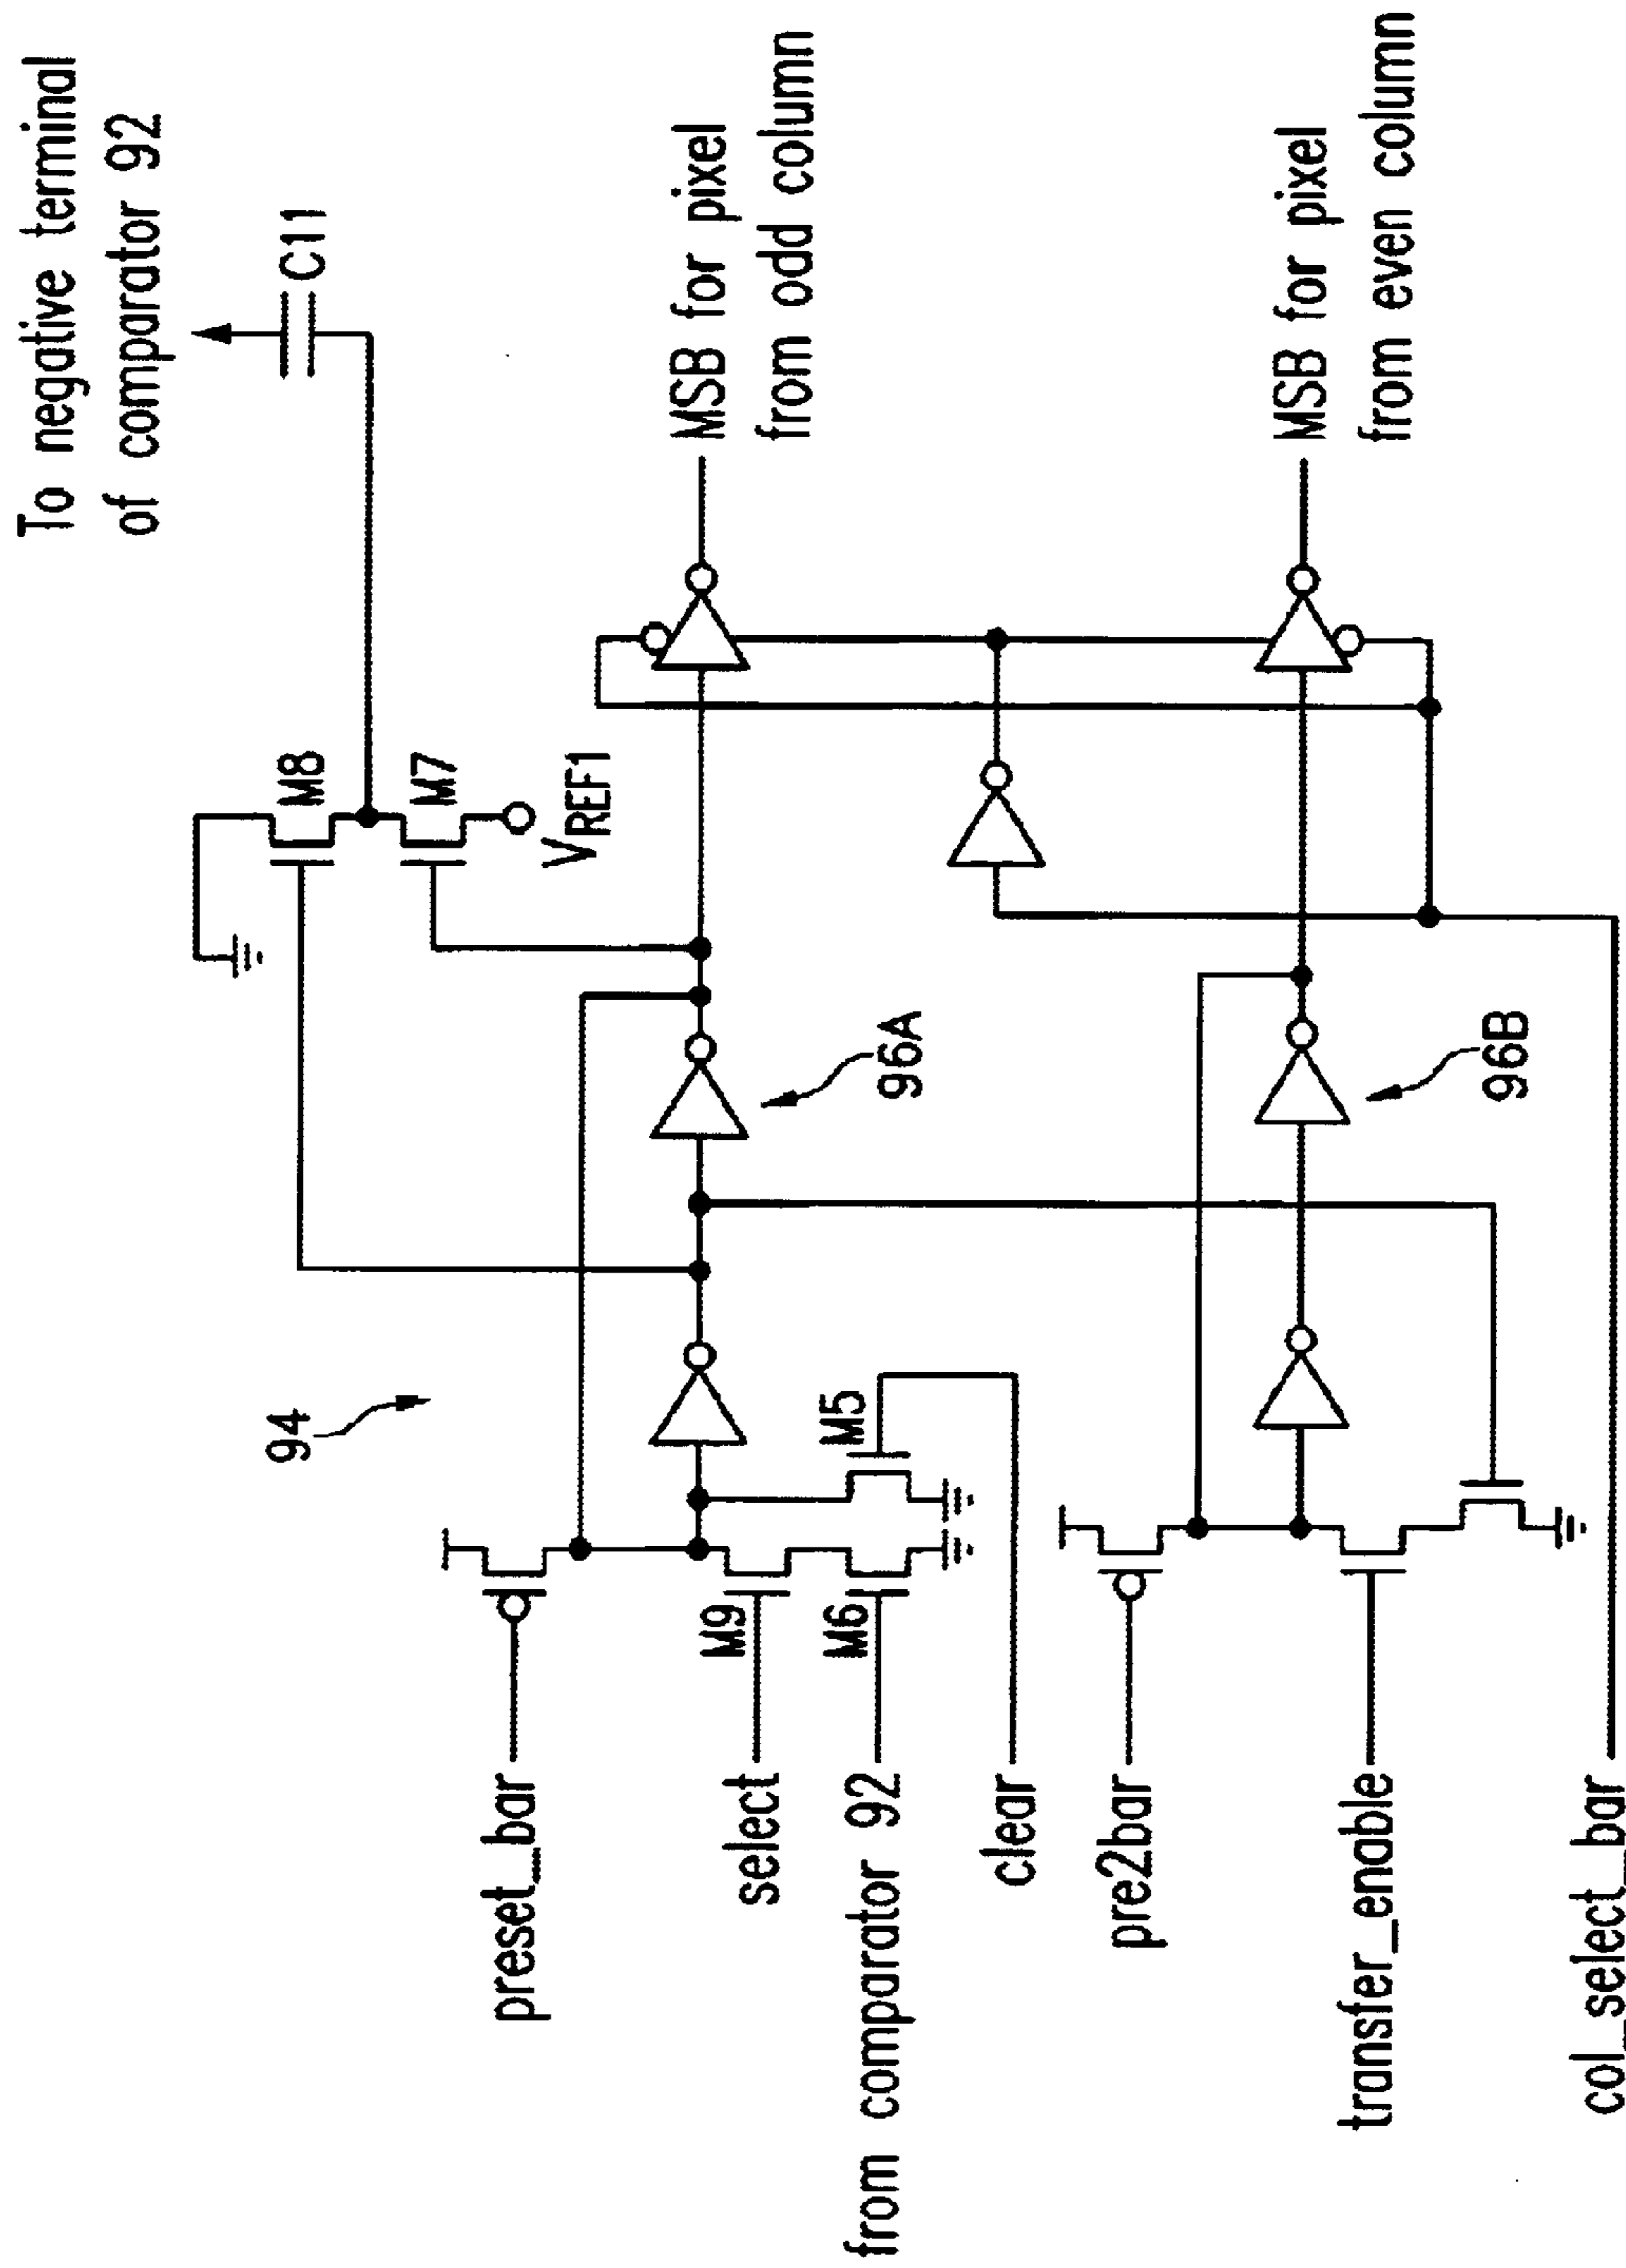 To negative terminal
of comparator 92
C11
M8
M7
VREF1
MSB for pixel
from odd column
MSB for pixel
from even column
94
96A
96B
M5
M9
M6
preset_bar
select
from comparator 92
clear
pre2bar
transfer_enable
col_select_bar